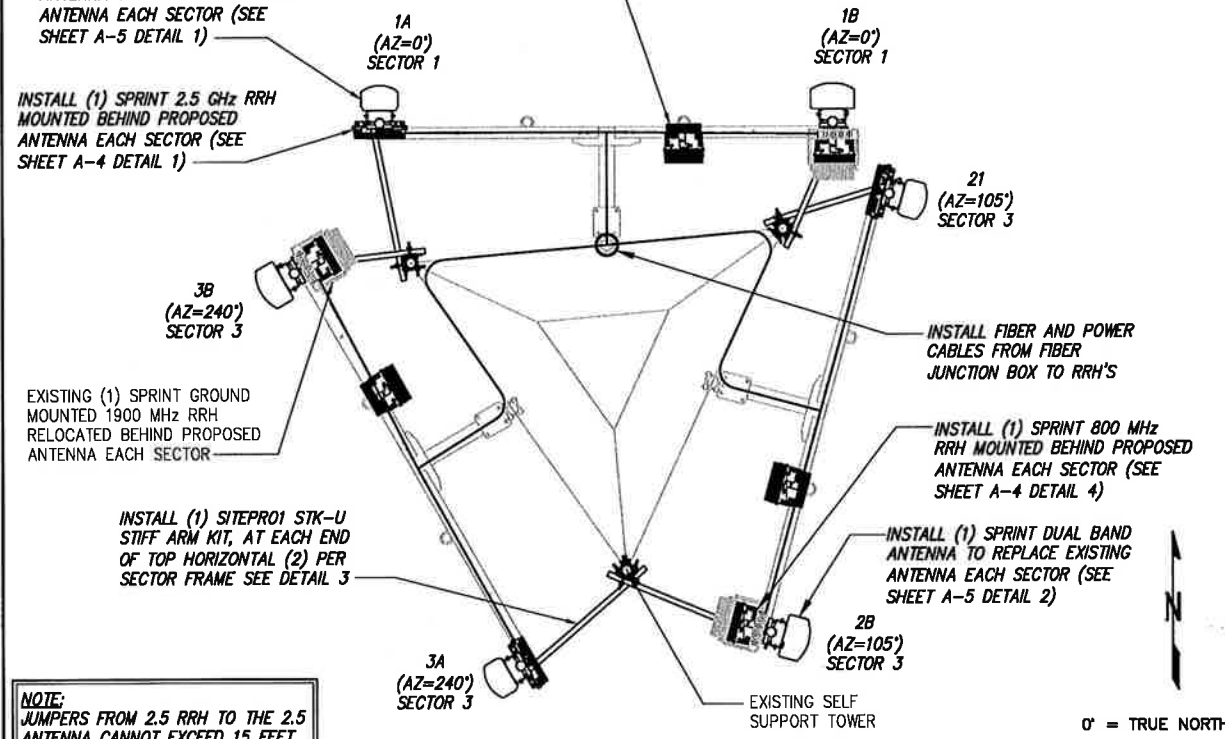 ANTENNA EACH SECTOR (SEE
SHEET A-5 DETAIL 1)
1A
(AZ=0°)
SECTOR 1
1B
(AZ=0°)
SECTOR 1
INSTALL (1) SPRINT 2.5 GHz RRH
MOUNTED BEHIND PROPOSED
ANTENNA EACH SECTOR (SEE
SHEET A-4 DETAIL 1)
21
(AZ=105°)
SECTOR 3
3B
(AZ=240°)
SECTOR 3
INSTALL FIBER AND POWER
CABLES FROM FIBER
JUNCTION BOX TO RRH'S
EXISTING (1) SPRINT GROUND
MOUNTED 1900 MHz RRH
RELOCATED BEHIND PROPOSED
ANTENNA EACH SECTOR
INSTALL (1) SPRINT 800 MHz
RRH MOUNTED BEHIND PROPOSED
ANTENNA EACH SECTOR (SEE
SHEET A-4 DETAIL 4)
INSTALL (1) SITEPRO1 STK-U
STIFF ARM KIT, AT EACH END
OF TOP HORIZONTAL (2) PER
SECTOR FRAME SEE DETAIL 3
INSTALL (1) SPRINT DUAL BAND
ANTENNA TO REPLACE EXISTING
ANTENNA EACH SECTOR (SEE
SHEET A-5 DETAIL 2)
N
2B
(AZ=105°)
SECTOR 3
3A
(AZ=240°)
SECTOR 3
EXISTING SELF
SUPPORT TOWER
NOTE:
JUMPERS FROM 2.5 RRH TO THE 2.5
ANTENNA CANNOT EXCEED 15 FEET
0° = TRUE NORTH